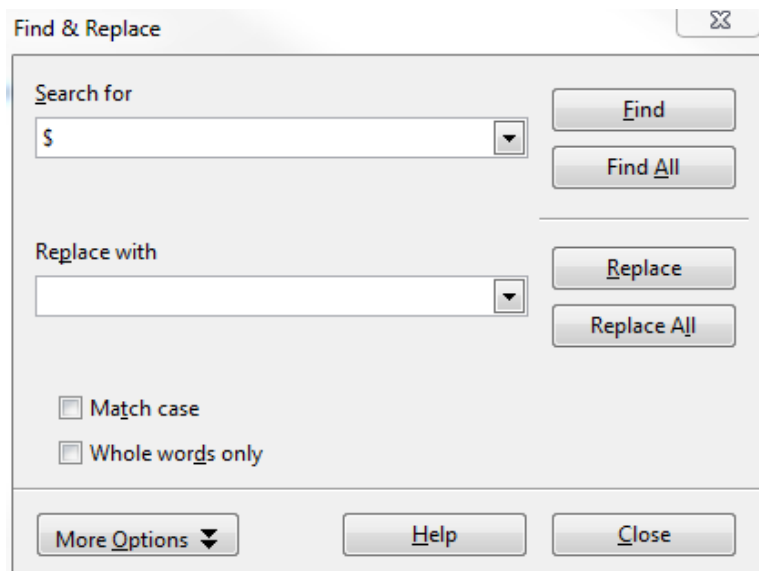 Find & Replace
Search for
$
Find
Find All
Replace with
Replace
Replace All
Match case
Whole words only
More Options
Help
Close